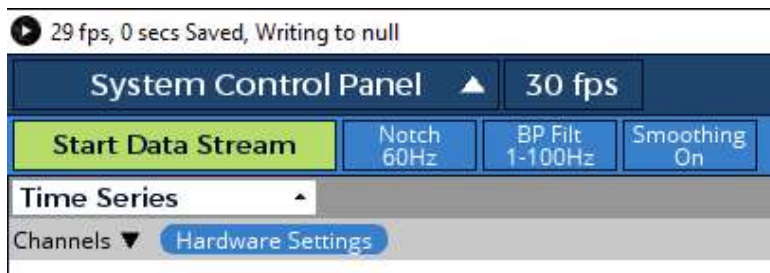 29 fps, 0 secs Saved, Writing to null
System Control Panel 30 fps
Start Data Stream Notch 60Hz BP Filt 1-100Hz Smoothing On
Time Series
Channels Hardware Settings